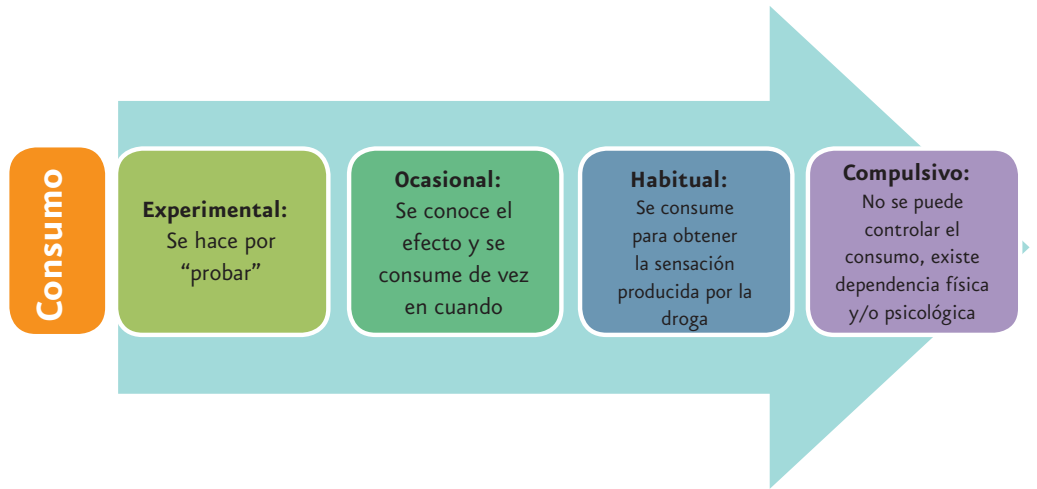 Consumo
Experimental:
Se hace por
“probar”
Ocasional:
Se conoce el
efecto y se
consume de vez
en cuando
Habitual:
Se consume
para obtener
la sensación
producida por la
droga
Compulsivo:
No se puede
controlar el
consumo, existe
dependencia física
y/o psicológica